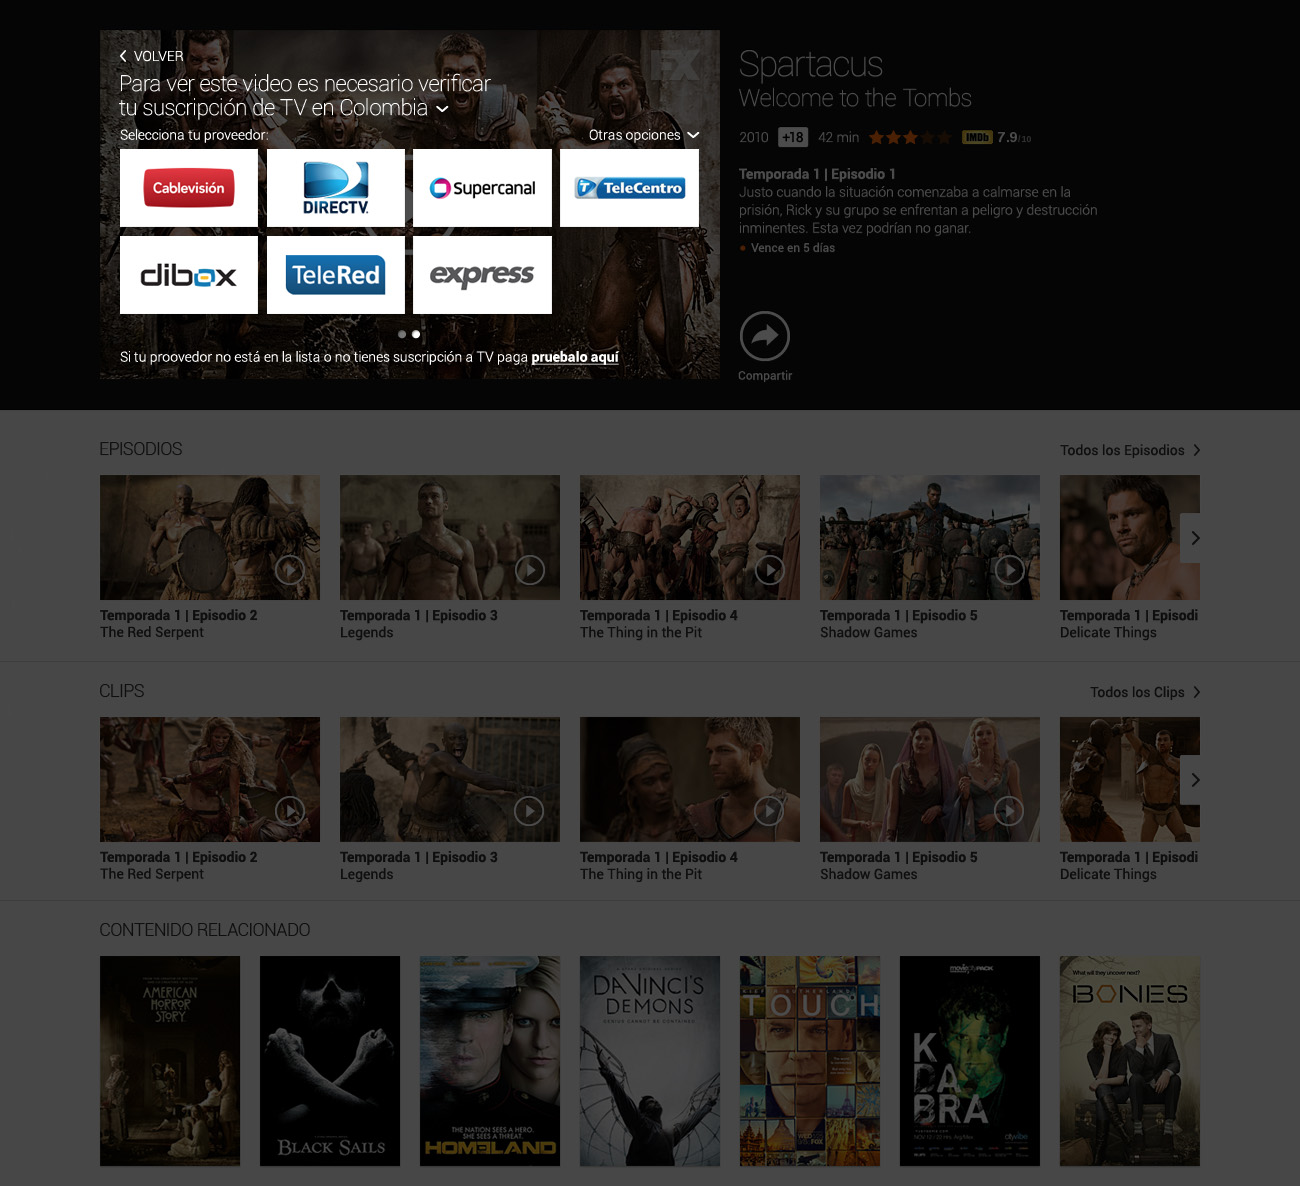 VOLVER
Para ver este video es necesario verificar
tu suscripción de TV en Colombia
Selecciona tu proveedor:
Otras opciones
Cablevisión
DIRECTV
Supercanal
TeleCentro
dibox
TeleRed
express
Si tu proovedor no está en la lista o no tienes suscripción a TV paga pruebalo aquí
FX
Spartacus
Welcome to the Tombs
2010 +18 42 min IMDb 7.9/10
Temporada 1 | Episodio 1
Justo cuando la situación comenzaba a calmarse en la
prisión, Rick y su grupo se enfrentan a peligro y destrucción
inminentes. Esta vez podrían no ganar.
Vence en 5 días
Compartir
EPISODIOS
Todos los Episodios
Temporada 1 | Episodio 2
The Red Serpent
Temporada 1 | Episodio 3
Legends
Temporada 1 | Episodio 4
The Thing in the Pit
Temporada 1 | Episodio 5
Shadow Games
Temporada 1 | Episodi
Delicate Things
CLIPS
Todos los Clips
Temporada 1 | Episodio 2
The Red Serpent
Temporada 1 | Episodio 3
Legends
Temporada 1 | Episodio 4
The Thing in the Pit
Temporada 1 | Episodio 5
Shadow Games
Temporada 1 | Episodi
Delicate Things
CONTENIDO RELACIONADO
AMERICAN
HORROR
STORY
BLACK SAILS
THE NATION SEES A HERO.
SHE SEES A THREAT.
HOMELAND
DAVINCI'S
DEMONS
GENIUS CANNOT BE CONTAINED
TOUCH
moviecityPACK
K
DA
BRA
What will they uncover next?
BONES